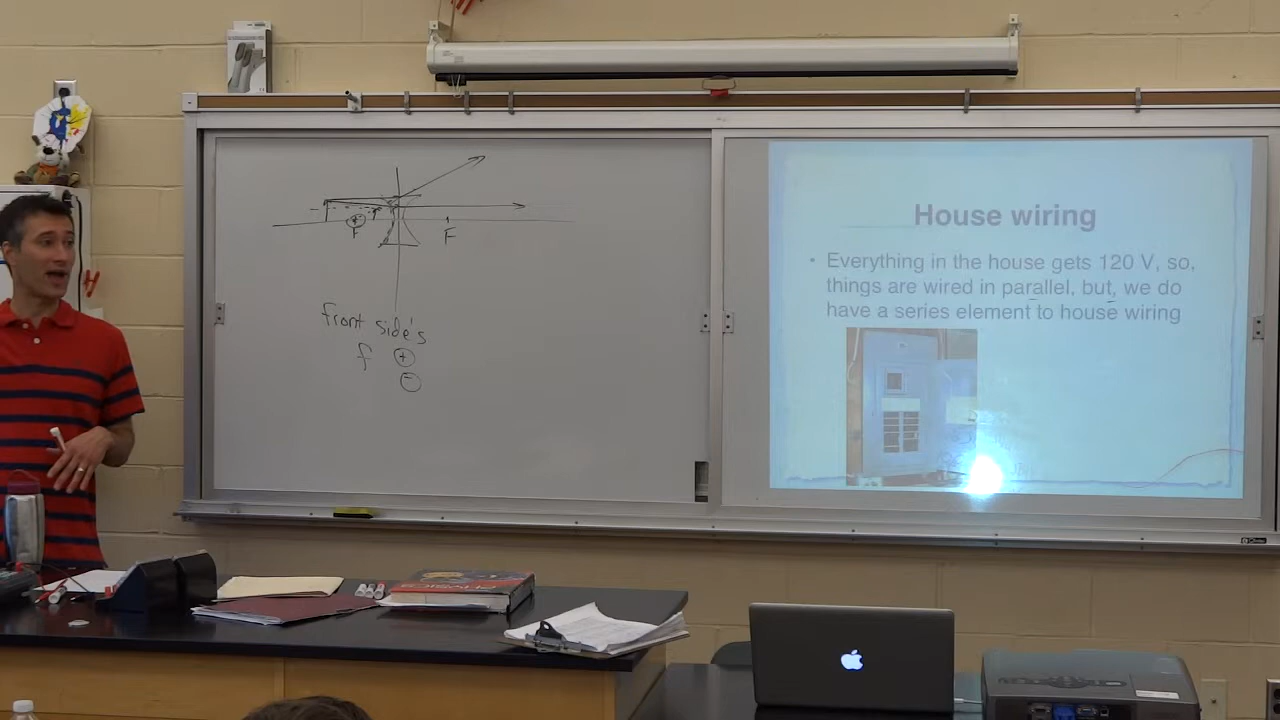 F
F
front side's
f +
-
House wiring
• Everything in the house gets 120 V, so,
things are wired in parallel, but, we do
have a series element to house wiring
PHYSICS